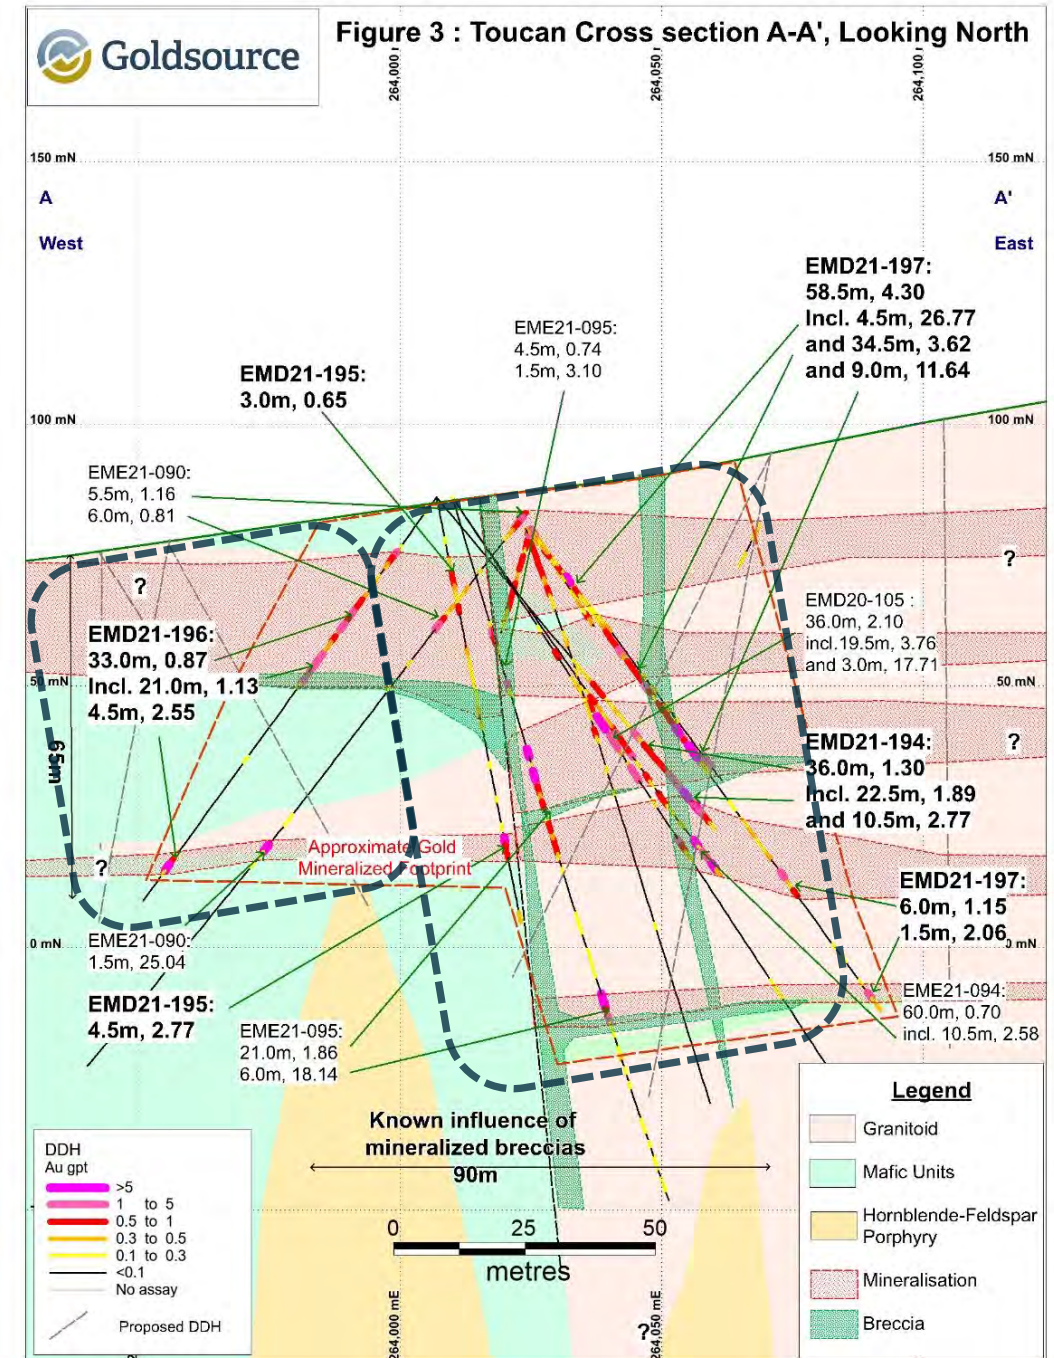 Goldsource
Figure 3 : Toucan Cross section A-A', Looking North
264,000
264,050
264,100
150 mN
150 mN
A
A'
West
East
EMD21-197:
58.5m, 4.30
Incl. 4.5m, 26.77
and 34.5m, 3.62
and 9.0m, 11.64
EME21-095:
4.5m, 0.74
1.5m, 3.10
EMD21-195:
3.0m, 0.65
100 mN
100 mN
EME21-090:
5.5m, 1.16
6.0m, 0.81
?
?
EMD20-105 :
36.0m, 2.10
incl.19.5m, 3.76
and 3.0m, 17.71
EMD21-196:
33.0m, 0.87
Incl. 21.0m, 1.13
4.5m, 2.55
50 mN
50 mN
65m
?
EMD21-194:
36.0m, 1.30
Incl. 22.5m, 1.89
and 10.5m, 2.77
Approximate Gold
Mineralized Footprint
?
EMD21-197:
6.0m, 1.15
1.5m, 2.06
0 mN
0 mN
EME21-090:
1.5m, 25.04
EMD21-195:
4.5m, 2.77
EME21-094:
60.0m, 0.70
incl. 10.5m, 2.58
EME21-095:
21.0m, 1.86
6.0m, 18.14
Known influence of
mineralized breccias
90m
0 25 50
metres
264,000 mE
264,050 mE
?
DDH
Au gpt
>5
1 to 5
0.5 to 1
0.3 to 0.5
0.1 to 0.3
<0.1
No assay
Proposed DDH
Legend
Granitoid
Mafic Units
Hornblende-Feldspar
Porphyry
Mineralisation
Breccia